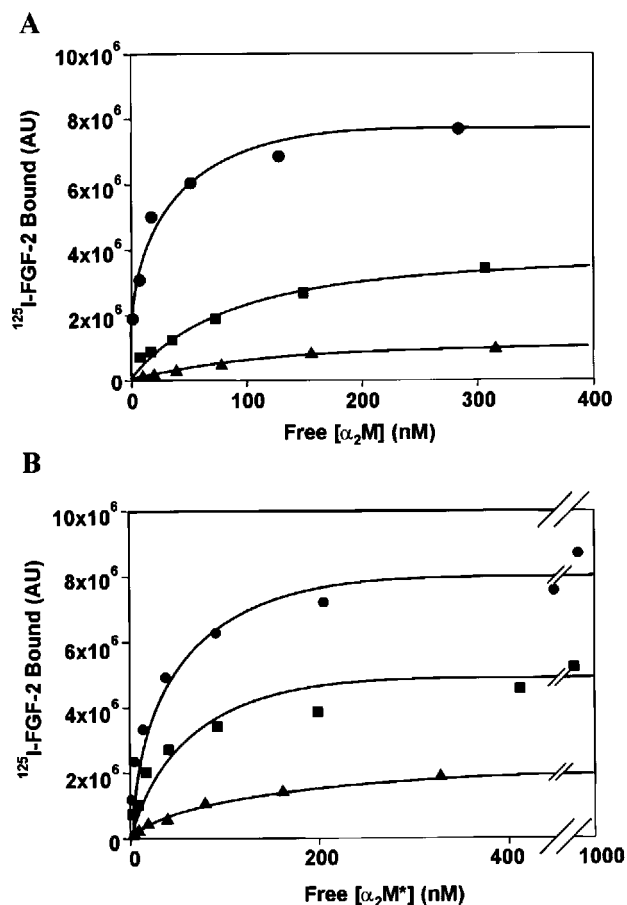 A
10x10⁶
8x10⁶
6x10⁶
4x10⁶
2x10⁶
0
¹²⁵I-FGF-2 Bound (AU)
0 100 200 300 400
Free [α₂M] (nM)
B
10x10⁶
8x10⁶
6x10⁶
4x10⁶
2x10⁶
0
¹²⁵I-FGF-2 Bound (AU)
0 200 400 1000
Free [α₂M*] (nM)